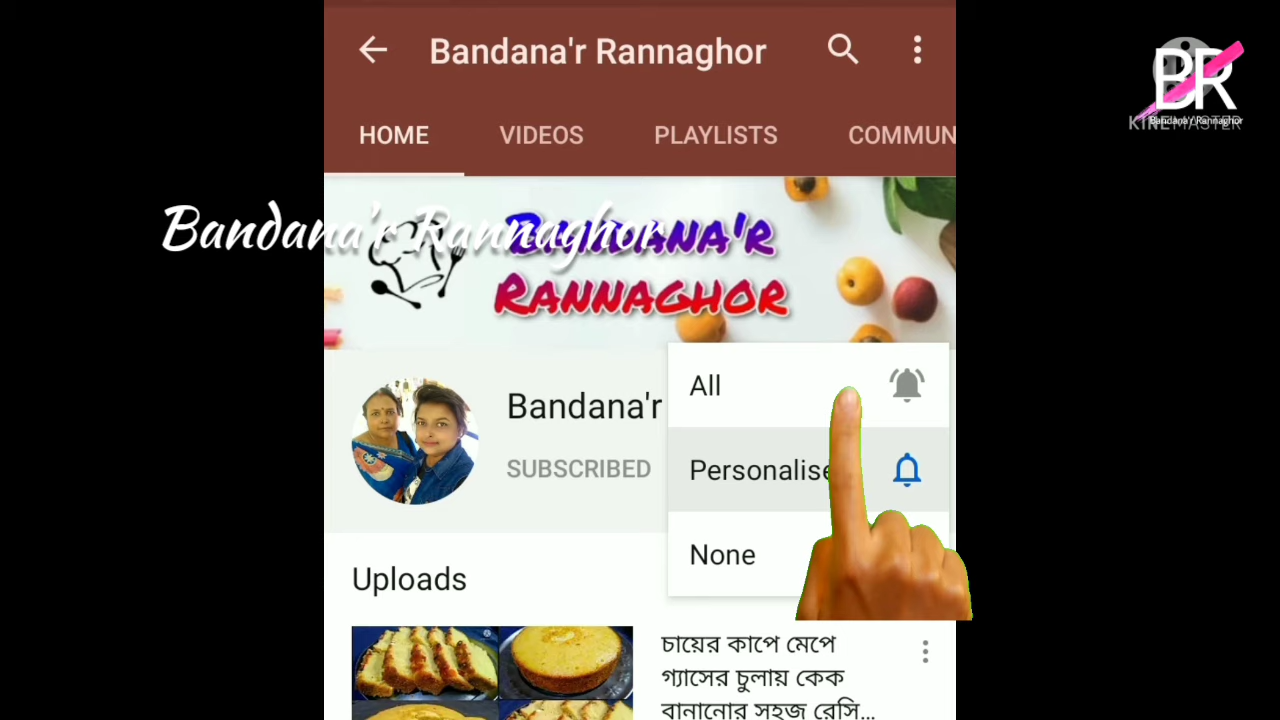 Bandana'r Rannaghor
HOME VIDEOS PLAYLISTS COMMUN
BR
Bandana'r Rannaghor
KINEMASTER
Bandana'r Rannaghor
BANDANA'R
RANNAGHOR
Bandana'r
SUBSCRIBED
All
Personalise
None
Uploads
চায়ের কাপে মেপে
গ্যাসের চুলায় কেক
বানানোর সহজ রেসি...